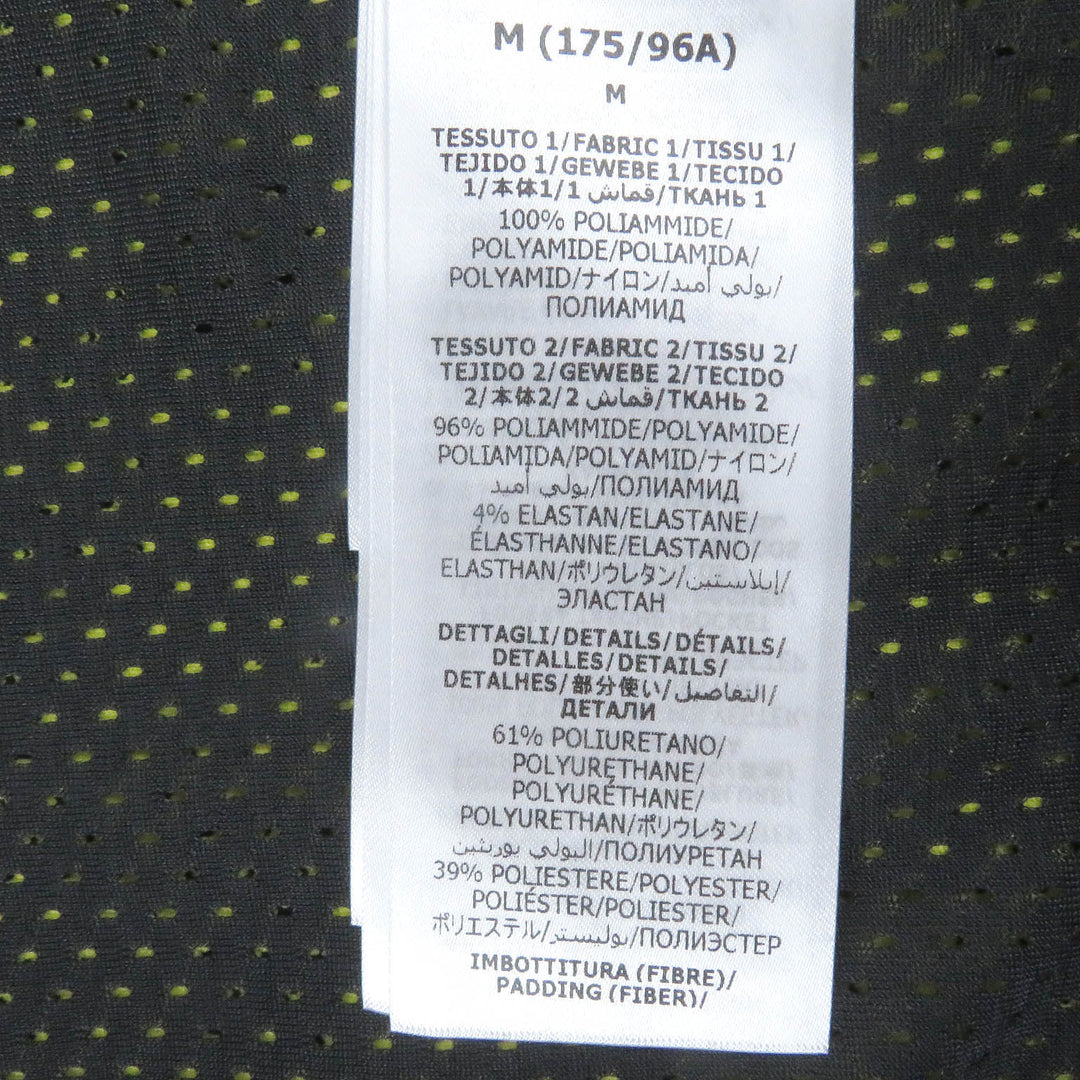 M (175/96A)
M
TESSUTO 1/FABRIC 1/TISSU 1/
TEJIDO 1/GEWEBE 1/TECIDO
1/本体1/1 قماش/ТКАНЬ 1
100% POLIAMMIDE/
POLYAMIDE/POLIAMIDA/
POLYAMID/ナイロン/بولي أميد/
ПОЛИАМИД
TESSUTO 2/FABRIC 2/TISSU 2/
TEJIDO 2/GEWEBE 2/TECIDO
2/本体2/2 قماش/ТКАНЬ 2
96% POLIAMMIDE/POLYAMIDE/
POLIAMIDA/POLYAMID/ナイロン/
بولي أميد/ПОЛИАМИД
4% ELASTAN/ELASTANE/
ÉLASTHANNE/ELASTANO/
ELASTHAN/ポリウレタン/إيلاستين/
ЭЛАСТАН
DETTAGLI/DETAILS/DÉTAILS/
DETALLES/DETAILS/
DETALHES/部分使い/التفاصيل/
ДЕТАЛИ
61% POLIURETANO/
POLYURETHANE/
POLYURÉTHANE/
POLYURETHAN/ポリウレタン/
البولي يوريثين/ПОЛИУРЕТАН
39% POLIESTERE/POLYESTER/
POLIÉSTER/POLIESTER/
ポリエステル/بوليستر/ПОЛИЭСТЕР
IMBOTTITURA (FIBRE)/
PADDING (FIBER)/